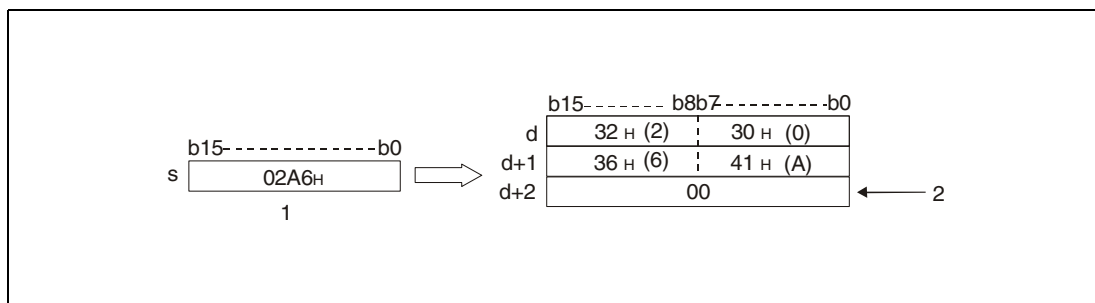 b15 b0
s 02A6H
1
b15 b8b7 b0
d 32 H (2) 30 H (0)
d+1 36 H (6) 41 H (A)
d+2 00
2